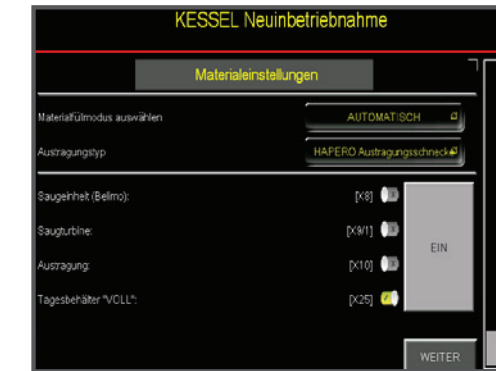 KESSEL Neuinbetriebnahme
Materialeinstellungen
Materialfülmodus auswählen AUTOMATISCH
Austragungstyp HAPERO Austragungsschneck
Saugeinheit (Belimo): [X8]
Saugturbine: [X9/1]
EIN
Austragung: [X10]
Tagesbehälter "VOLL": [X25]
WEITER